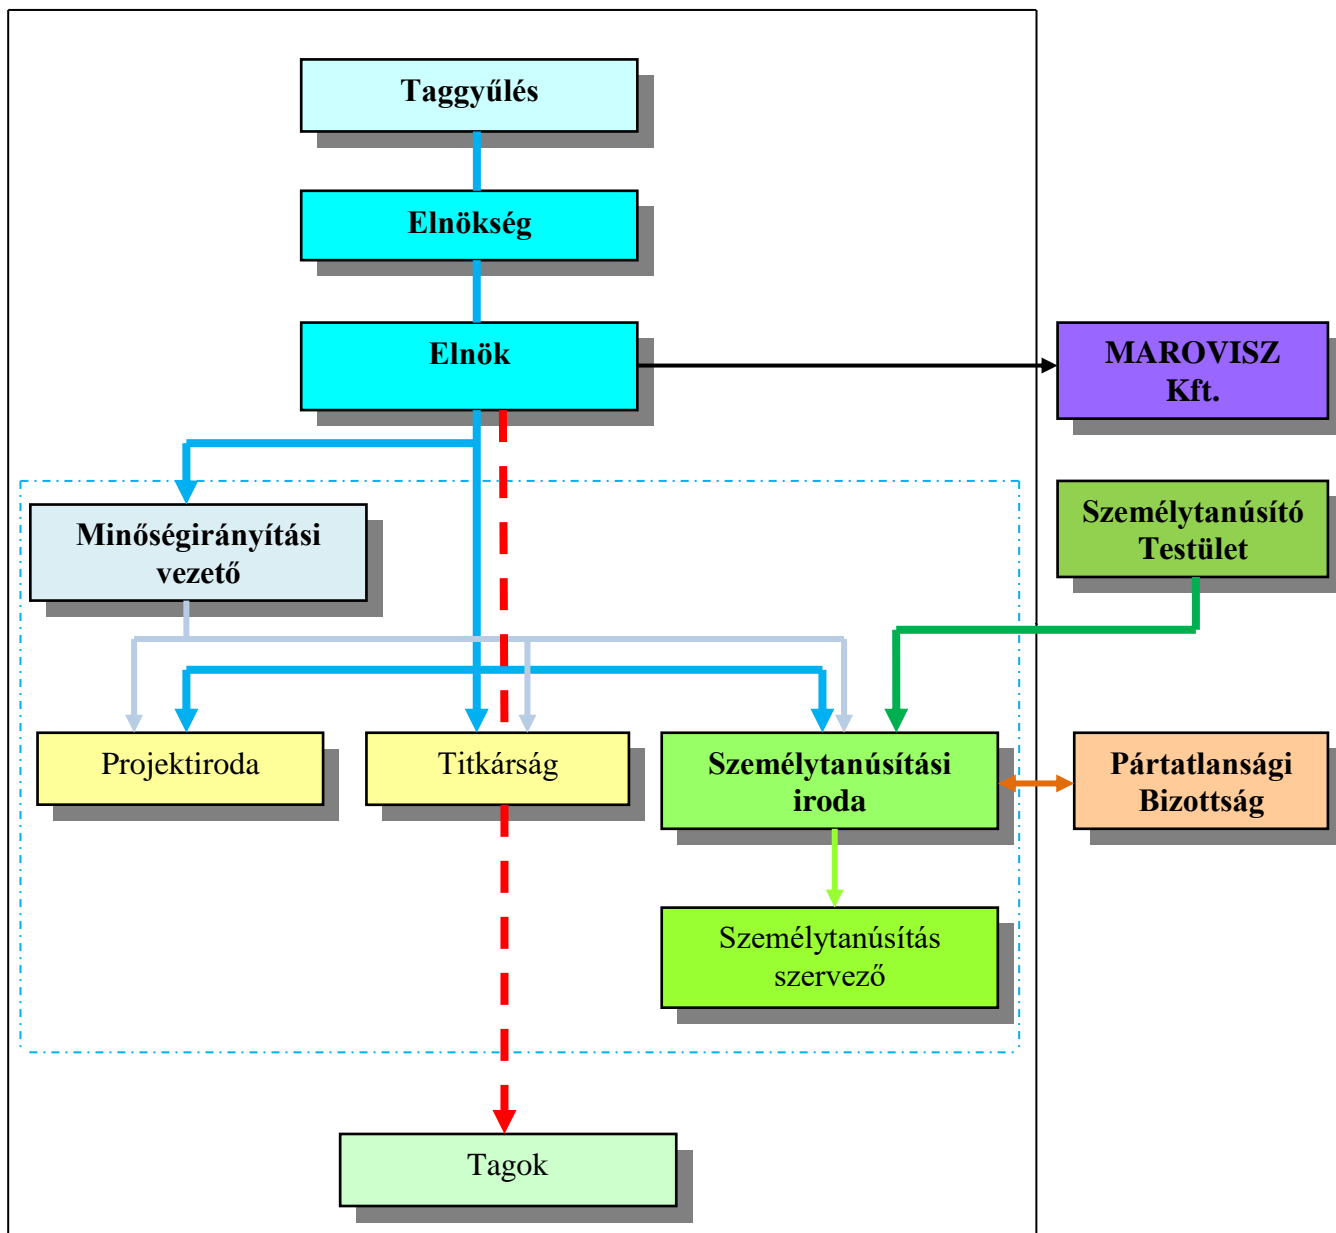 Taggyűlés
Elnökség
Elnök
MAROVISZ
Kft.
Minőségirányítási
vezető
Személytanúsító
Testület
Projektiroda
Titkárság
Személytanúsítási
iroda
Pártatlansági
Bizottság
Személytanúsítás
szervező
Tagok